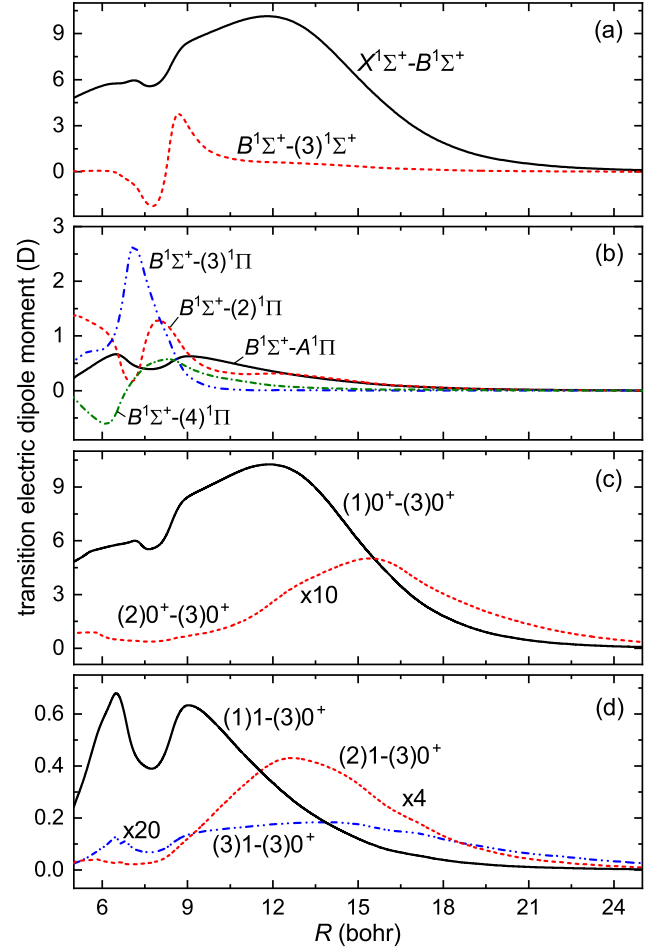 transition electric dipole moment (D)
(a)
X¹Σ⁺-B¹Σ⁺
B¹Σ⁺-(3)¹Σ⁺
9
6
3
0
(b)
B¹Σ⁺-(3)¹Π
B¹Σ⁺-(2)¹Π
B¹Σ⁺-A¹Π
B¹Σ⁺-(4)¹Π
3
2
1
0
(c)
(1)0⁺-(3)0⁺
x10
(2)0⁺-(3)0⁺
9
6
3
0
(d)
(1)1-(3)0⁺
(2)1-(3)0⁺
x4
x20
(3)1-(3)0⁺
0.6
0.4
0.2
0.0
6 9 12 15 18 21 24
R (bohr)